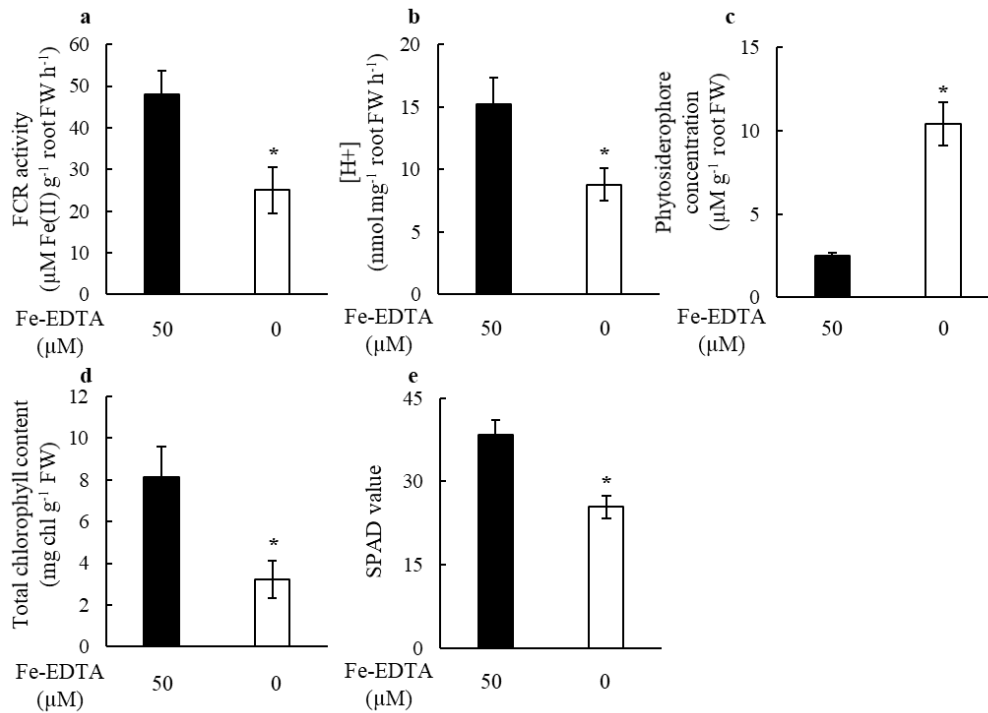 a
FCR activity
(µM Fe(II) g⁻¹ root FW h⁻¹)
60
50
40
30
20
10
0
*
Fe-EDTA
(µM)
50
0
b
[H+]
(nmol mg⁻¹ root FW h⁻¹)
20
15
10
5
0
*
Fe-EDTA
(µM)
50
0
c
Phytosiderophore
concentration
(µM g⁻¹ root FW)
15
10
5
0
*
Fe-EDTA
(µM)
50
0
d
Total chlorophyll content
(mg chl g⁻¹ FW)
12
10
8
6
4
2
0
*
Fe-EDTA
(µM)
50
0
e
SPAD value
45
30
15
0
*
Fe-EDTA
(µM)
50
0